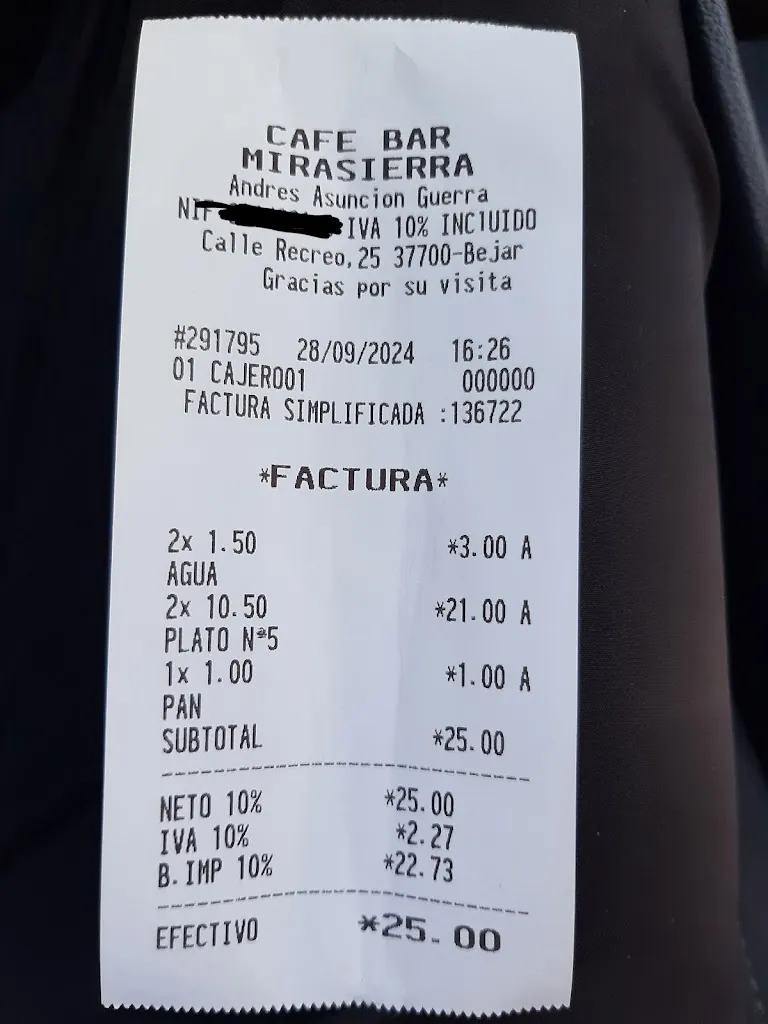 CAFE BAR
MIRASIERRA
Andres Asuncion Guerra
NIF IVA 10% INCLUIDO
Calle Recreo,25 37700-Bejar
Gracias por su visita
#291795 28/09/2024 16:26
01 CAJERO01 000000
FACTURA SIMPLIFICADA :136722
*FACTURA*
2x 1.50 *3.00 A
AGUA
2x 10.50 *21.00 A
PLATO Nº5
1x 1.00 *1.00 A
PAN
SUBTOTAL *25.00
NETO 10% *25.00
IVA 10% *2.27
B.IMP 10% *22.73
EFECTIVO *25.00